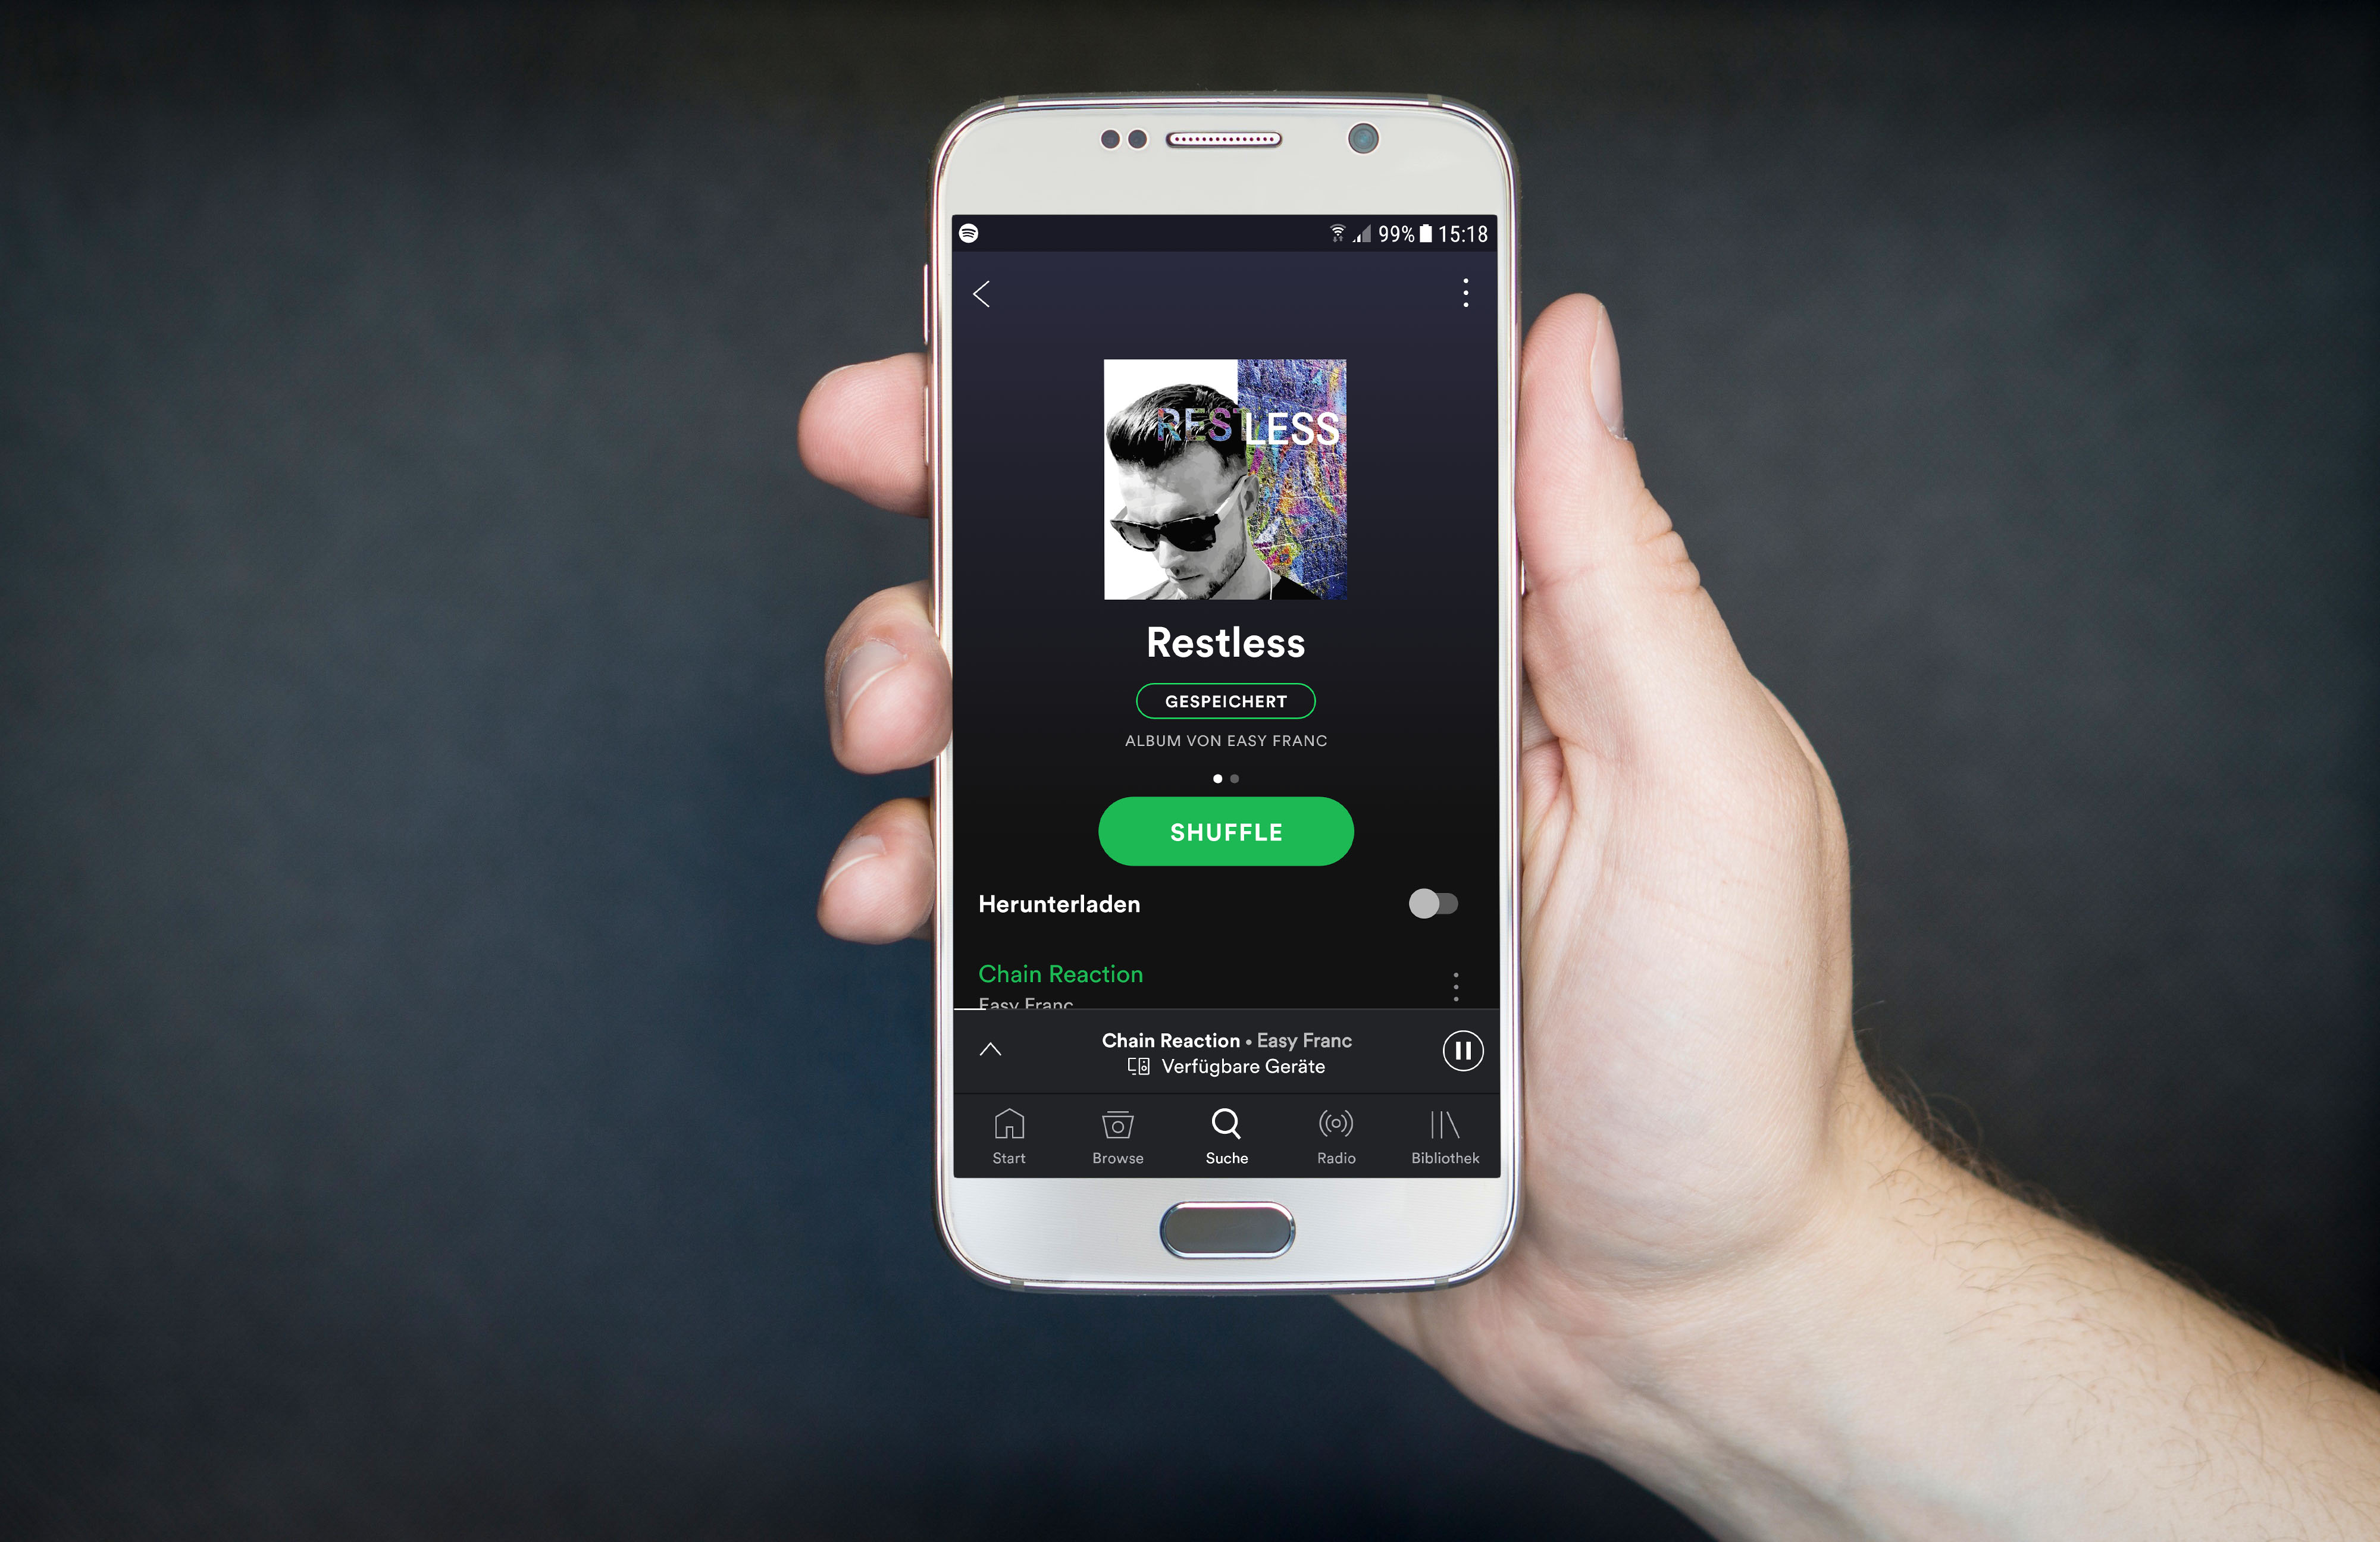 99% 15:18
RESTLESS
Restless
GESPEICHERT
ALBUM VON EASY FRANC
SHUFFLE
Herunterladen
Chain Reaction
Easy Franc
Chain Reaction • Easy Franc
Verfügbare Geräte
Start Browse Suche Radio Bibliothek